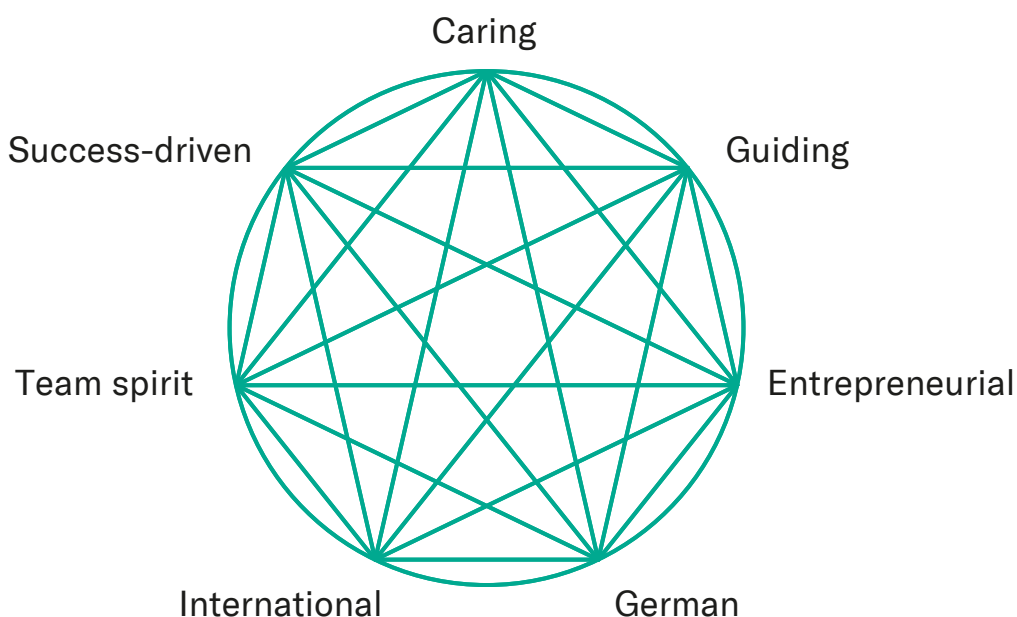 Caring
Success-driven
Guiding
Team spirit
Entrepreneurial
International
German